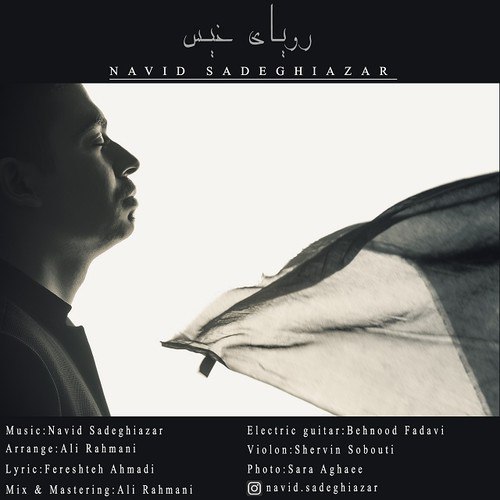 رویای خیس
NAVID SADEGHIAZAR
Music:Navid Sadeghiazar
Arrange:Ali Rahmani
Lyric:Fereshteh Ahmadi
Mix & Mastering:Ali Rahmani
Electric guitar:Behnood Fadavi
Violon:Shervin Sobouti
Photo:Sara Aghaee
navid.sadeghiazar